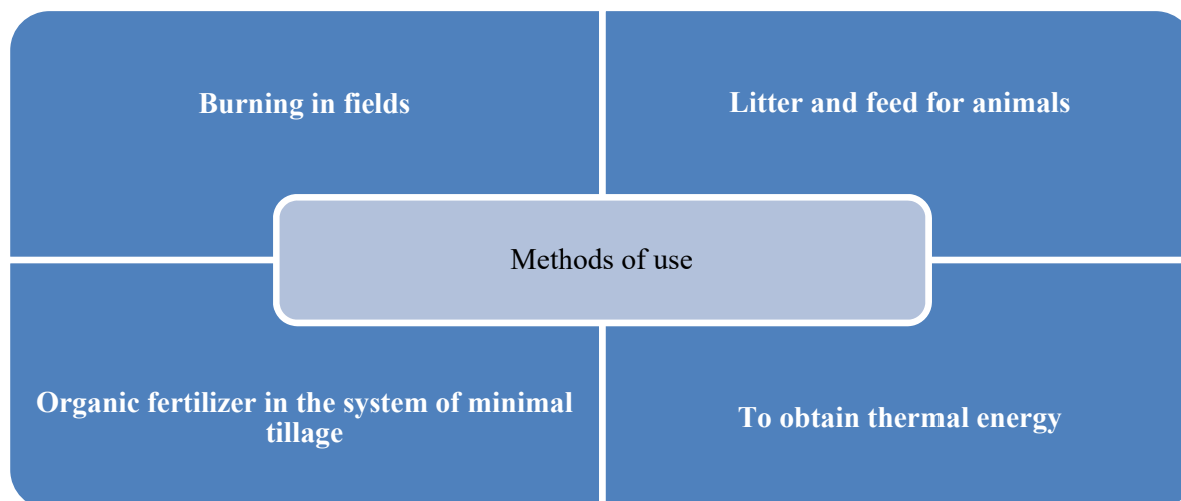 Burning in fields
Litter and feed for animals
Methods of use
Organic fertilizer in the system of minimal
tillage
To obtain thermal energy